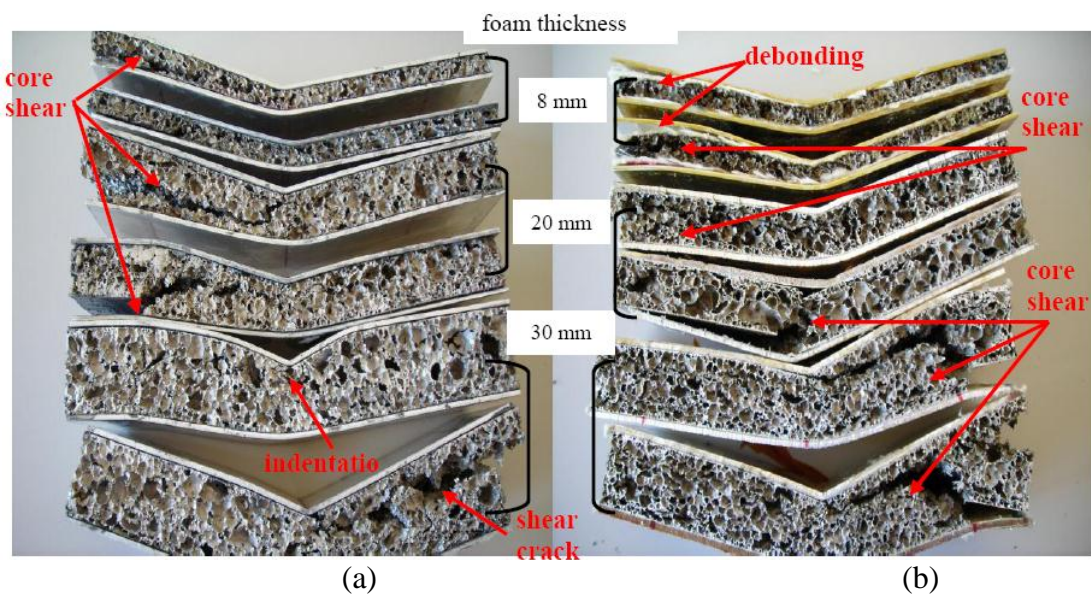 foam thickness
core
shear
8 mm
20 mm
30 mm
indentatio
shear
crack
debonding
core
shear
core
shear
(a)
(b)